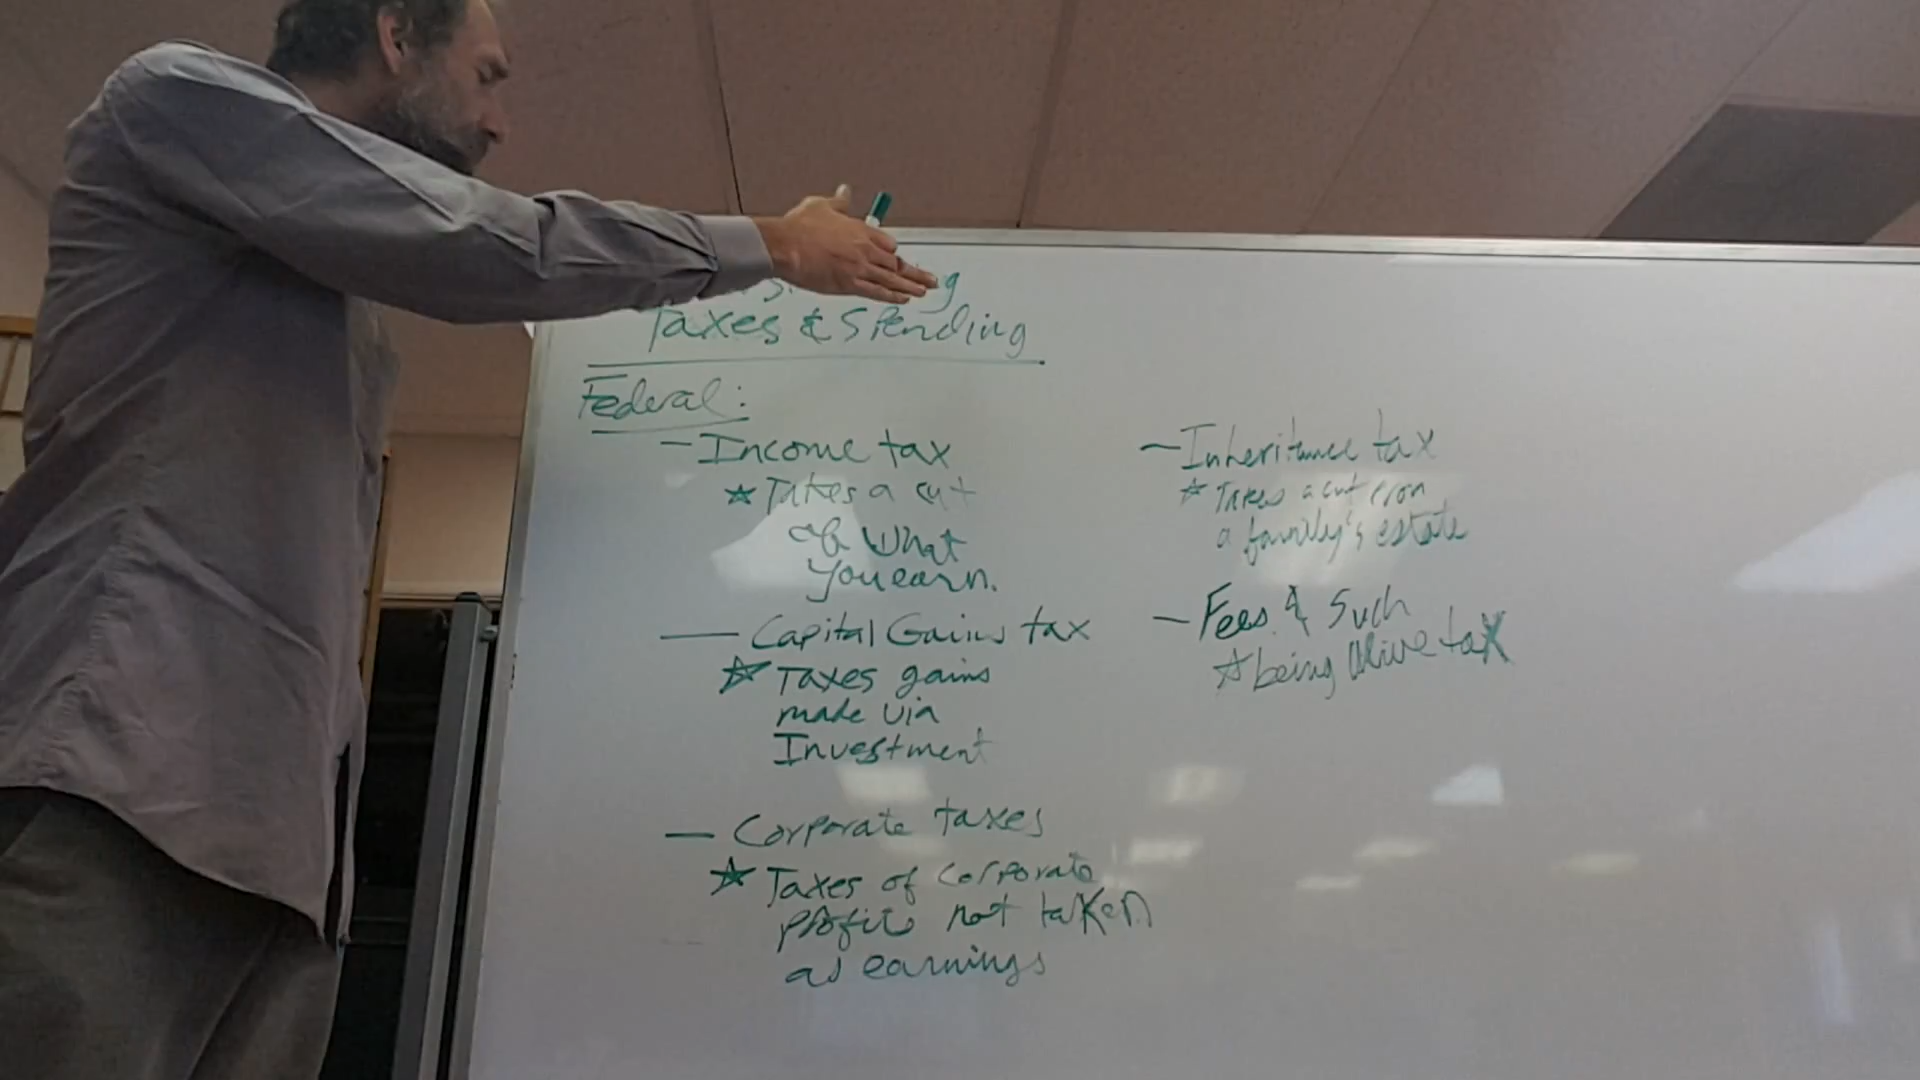 Taxes & Spending
Federal:
— Income tax
☆ Takes a cut
of What
You earn.
— Capital Gains tax
☆ Taxes gains
made via
Investment
— Corporate taxes
☆ Taxes of Corporate
profits not taken
as earnings
— Inheritance tax
☆ Takes a cut from
a family's estate
— Fees & Such
☆ being Alive tax